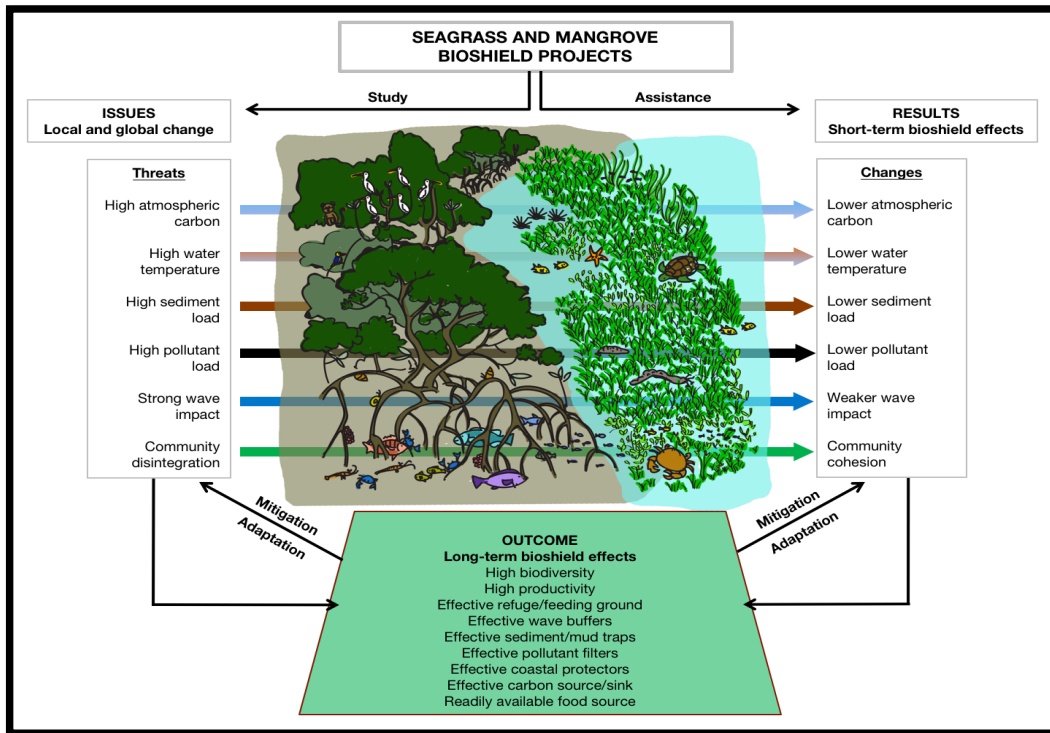 SEAGRASS AND MANGROVE
BIOSHIELD PROJECTS
Study
Assistance
ISSUES
Local and global change
RESULTS
Short-term bioshield effects
Threats
High atmospheric
carbon
High water
temperature
High sediment
load
High pollutant
load
Strong wave
impact
Community
disintegration
Changes
Lower atmospheric
carbon
Lower water
temperature
Lower sediment
load
Lower pollutant
load
Weaker wave
impact
Community
cohesion
Mitigation
Adaptation
Mitigation
Adaptation
OUTCOME
Long-term bioshield effects
High biodiversity
High productivity
Effective refuge/feeding ground
Effective wave buffers
Effective sediment/mud traps
Effective pollutant filters
Effective coastal protectors
Effective carbon source/sink
Readily available food source